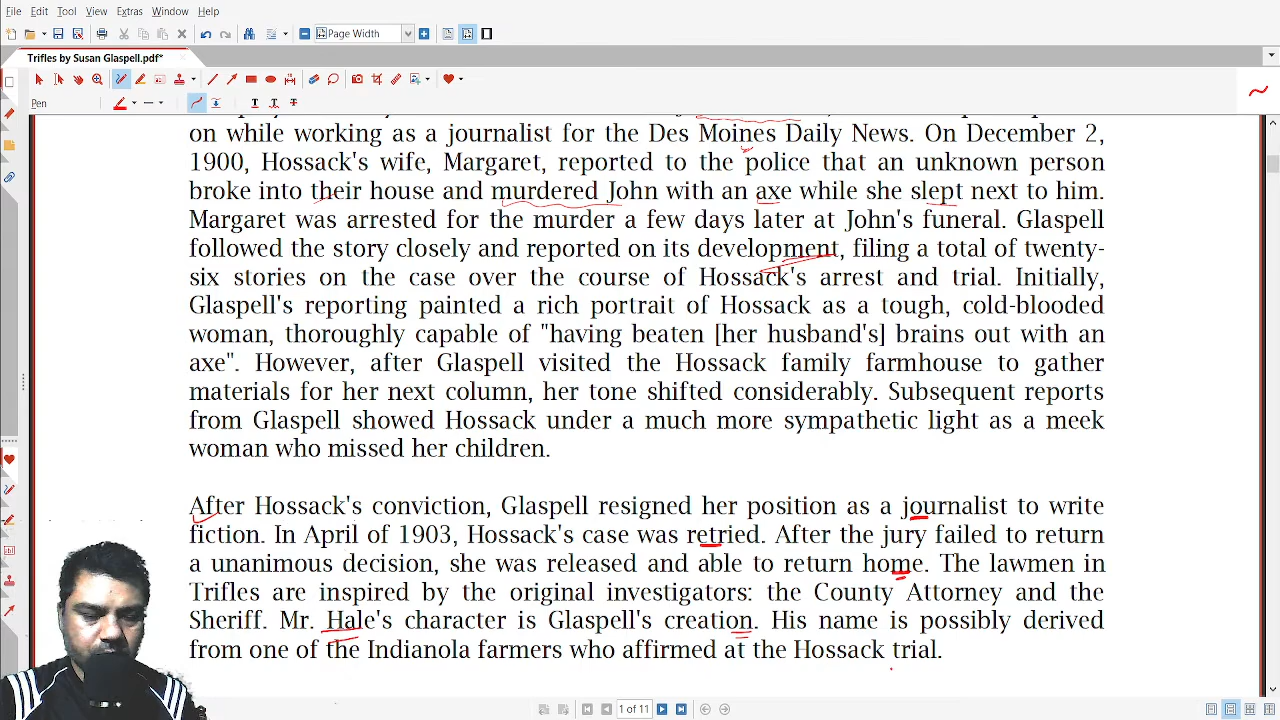 File Edit Tool View Extras Window Help
Page Width
Trifles by Susan Glaspell.pdf*
Pen
on while working as a journalist for the Des Moines Daily News. On December 2,
1900, Hossack's wife, Margaret, reported to the police that an unknown person
broke into their house and murdered John with an axe while she slept next to him.
Margaret was arrested for the murder a few days later at John's funeral. Glaspell
followed the story closely and reported on its development, filing a total of twenty-
six stories on the case over the course of Hossack's arrest and trial. Initially,
Glaspell's reporting painted a rich portrait of Hossack as a tough, cold-blooded
woman, thoroughly capable of "having beaten [her husband's] brains out with an
axe". However, after Glaspell visited the Hossack family farmhouse to gather
materials for her next column, her tone shifted considerably. Subsequent reports
from Glaspell showed Hossack under a much more sympathetic light as a meek
woman who missed her children.
After Hossack's conviction, Glaspell resigned her position as a journalist to write
fiction. In April of 1903, Hossack's case was retried. After the jury failed to return
a unanimous decision, she was released and able to return home. The lawmen in
Trifles are inspired by the original investigators: the County Attorney and the
Sheriff. Mr. Hale's character is Glaspell's creation. His name is possibly derived
from one of the Indianola farmers who affirmed at the Hossack trial.
1 of 11